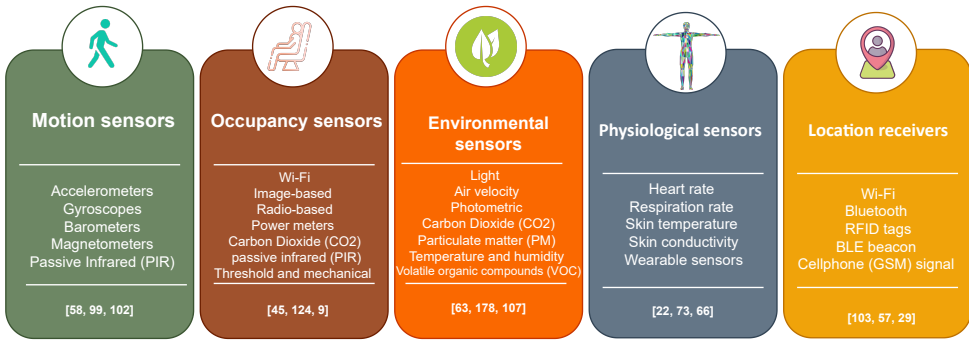 Motion sensors
Accelerometers
Gyroscopes
Barometers
Magnetometers
Passive Infrared (PIR)
[58, 99, 102]
Occupancy sensors
Wi-Fi
Image-based
Radio-based
Power meters
Carbon Dioxide (CO2)
passive infrared (PIR)
Threshold and mechanical
[45, 124, 9]
Environmental
sensors
Light
Air velocity
Photometric
Carbon Dioxide (CO2)
Particulate matter (PM)
Temperature and humidity
Volatile organic compounds (VOC)
[63, 178, 107]
Physiological sensors
Heart rate
Respiration rate
Skin temperature
Skin conductivity
Wearable sensors
[22, 73, 66]
Location receivers
Wi-Fi
Bluetooth
RFID tags
BLE beacon
Cellphone (GSM) signal
[103, 57, 29]